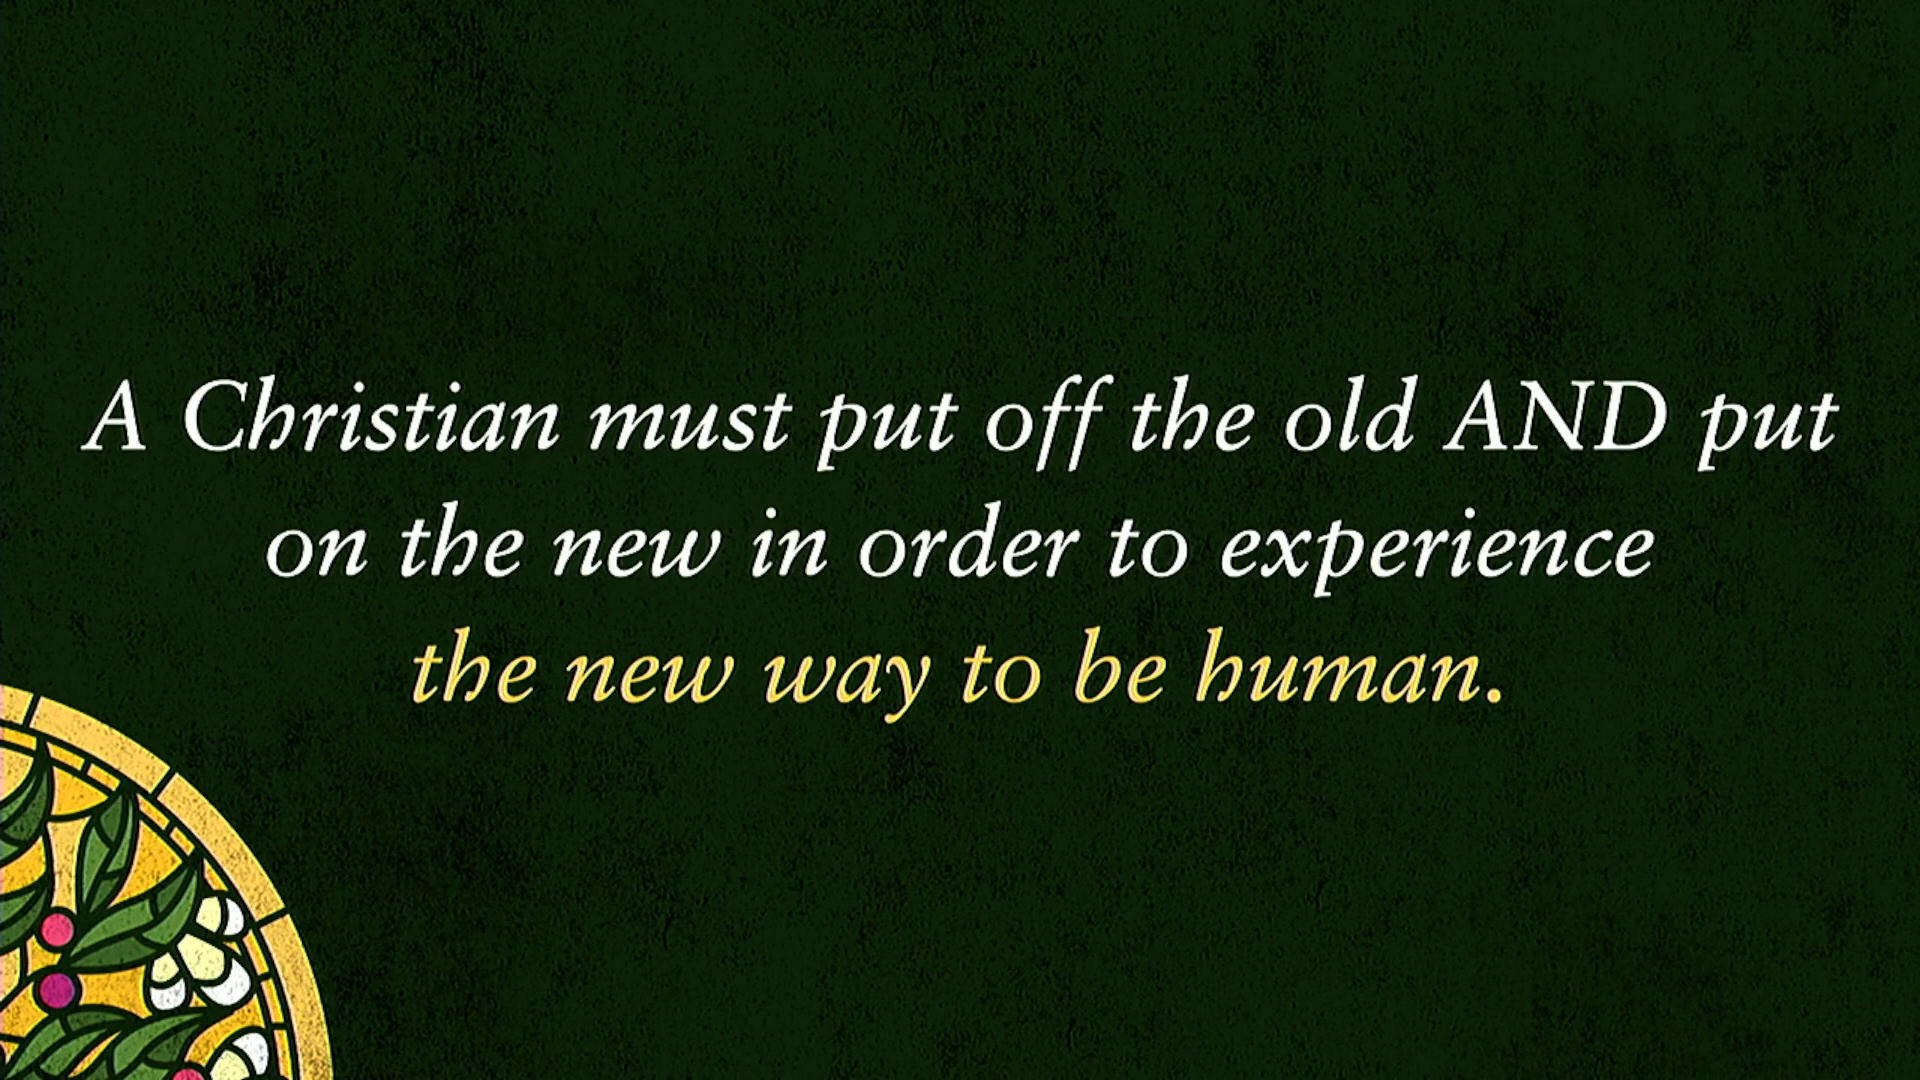 A Christian must put off the old AND put
on the new in order to experience
the new way to be human.